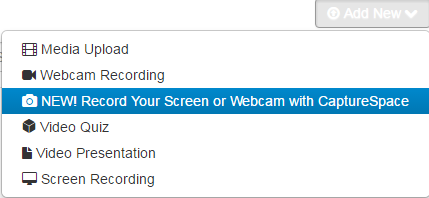 Add New
Media Upload
Webcam Recording
NEW! Record Your Screen or Webcam with CaptureSpace
Video Quiz
Video Presentation
Screen Recording